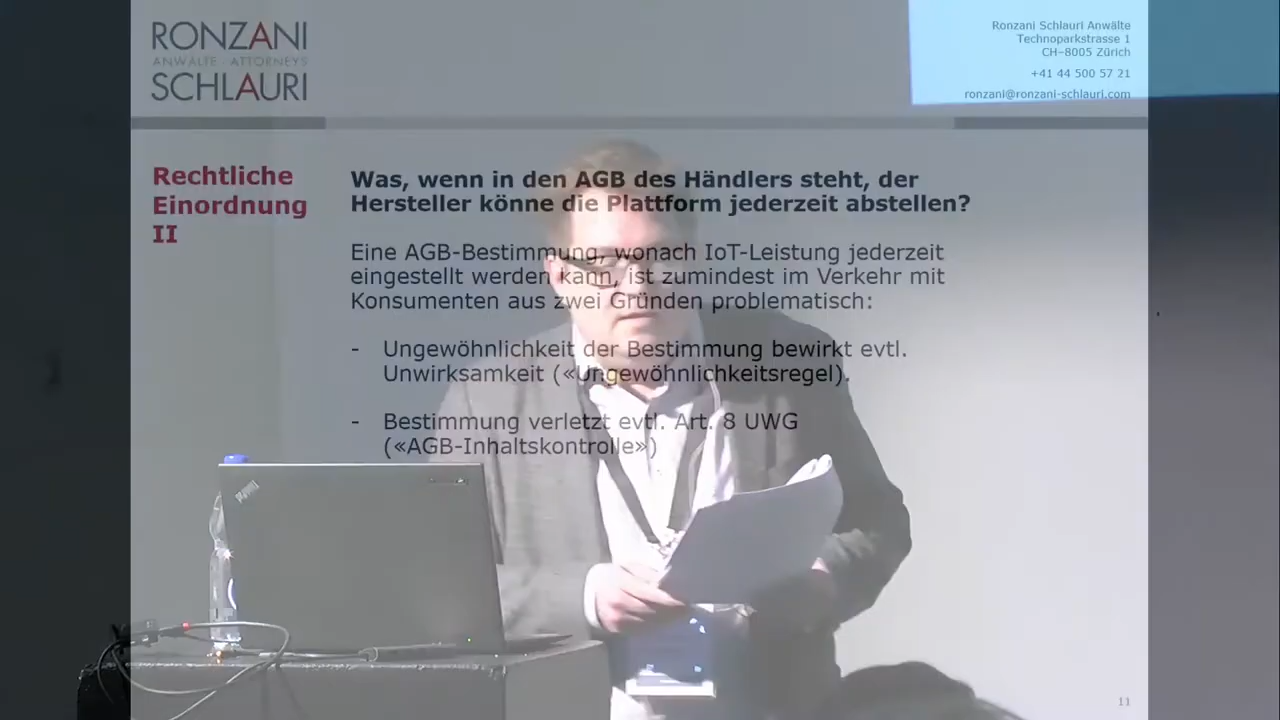 RONZANI
ANWÄLTE · ATTORNEYS
SCHLAURI
Ronzani Schlauri Anwälte
Technoparkstrasse 1
CH–8005 Zürich
+41 44 500 57 21
ronzani@ronzani-schlauri.com
Rechtliche
Einordnung
II
Was, wenn in den AGB des Händlers steht, der
Hersteller könne die Plattform jederzeit abstellen?
Eine AGB-Bestimmung, wonach IoT-Leistung jederzeit
eingestellt werden kann, ist zumindest im Verkehr mit
Konsumenten aus zwei Gründen problematisch:
- Ungewöhnlichkeit der Bestimmung bewirkt evtl.
Unwirksamkeit («Ungewöhnlichkeitsregel).
- Bestimmung verletzt evtl. Art. 8 UWG
(«AGB-Inhaltskontrolle»)
11